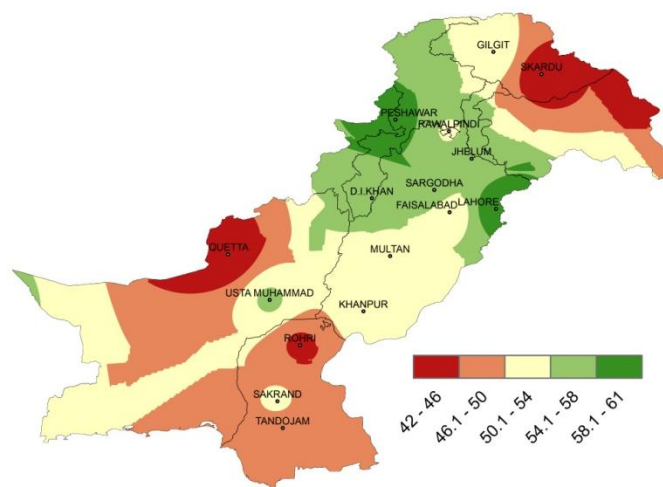 GILGIT
SKARDU
PESHAWAR
RAWALPINDI
JHBLUM
D.I.KHAN
SARGODHA
FAISALABAD
LAHORE
QUETTA
MULTAN
USTA MUHAMMAD
KHANPUR
ROHRI
SAKRAND
TANDOJAM
42 - 46
46.1 - 50
50.1 - 54
54.1 - 58
58.1 - 61